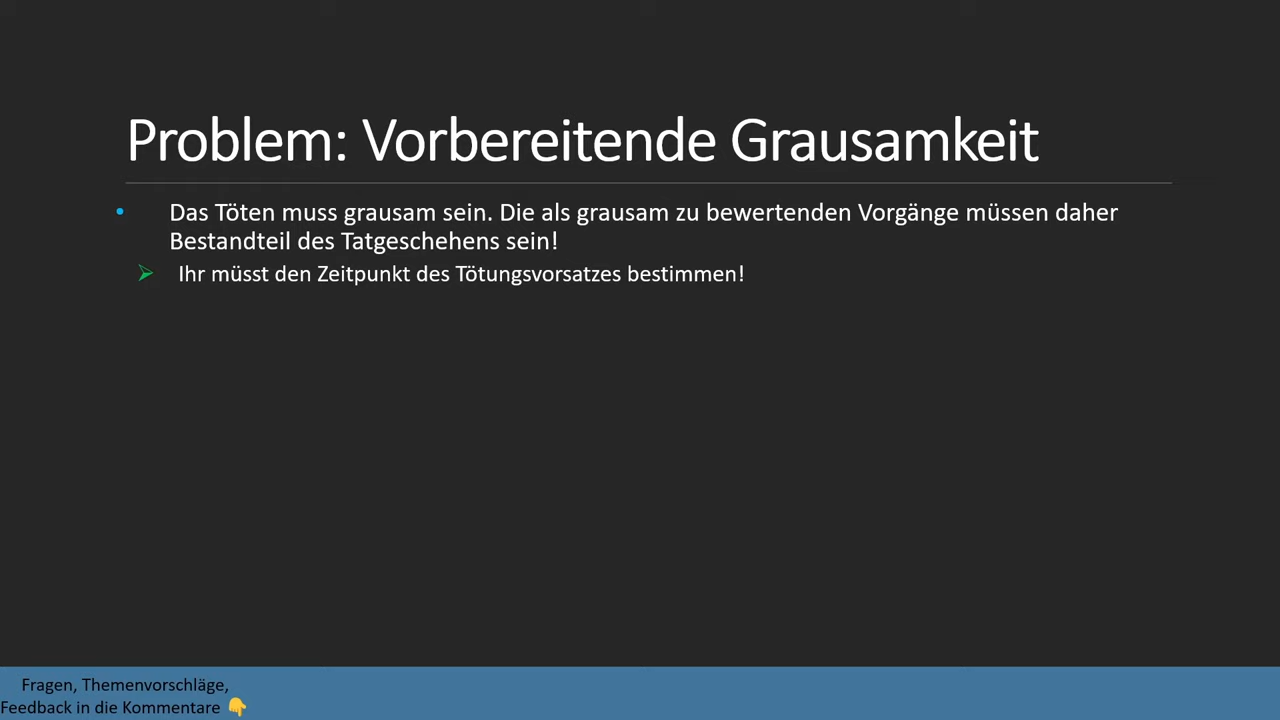 Problem: Vorbereitende Grausamkeit
• Das Töten muss grausam sein. Die als grausam zu bewertenden Vorgänge müssen daher
Bestandteil des Tatgeschehens sein!
➢ Ihr müsst den Zeitpunkt des Tötungsvorsatzes bestimmen!
Fragen, Themenvorschläge,
Feedback in die Kommentare 👇